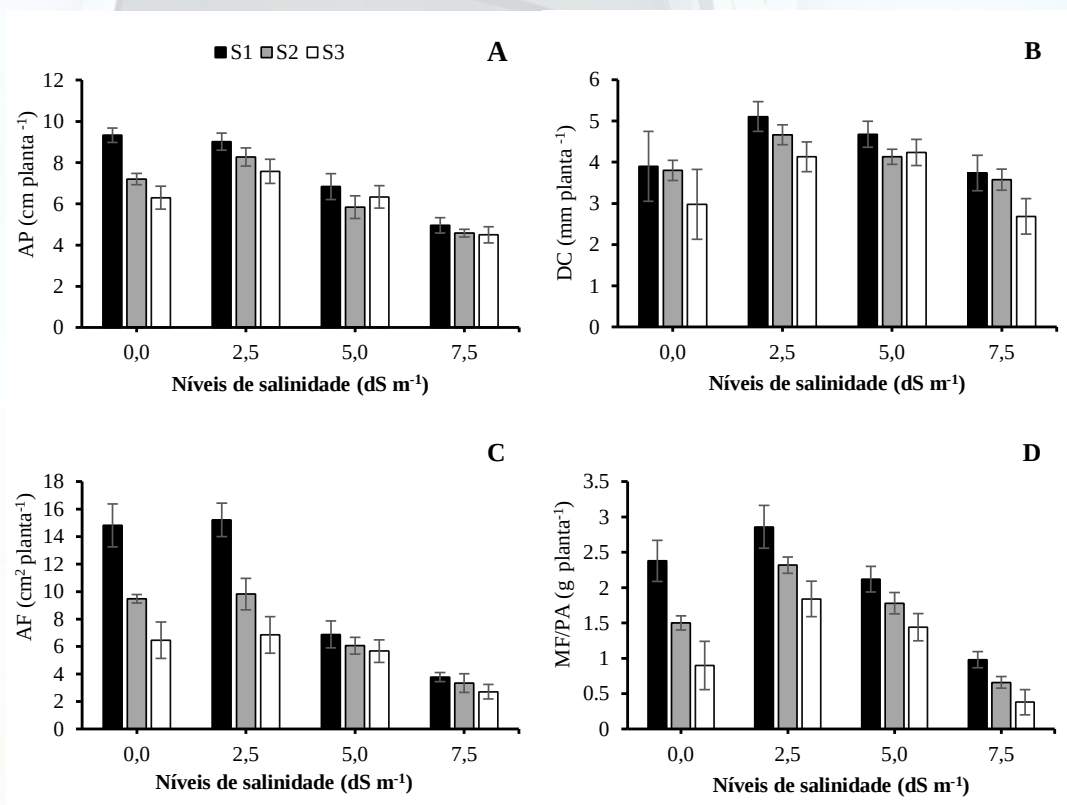 S1 S2 S3
A
AP (cm planta -1)
12
10
8
6
4
2
0
0,0 2,5 5,0 7,5
Níveis de salinidade (dS m-1)
B
DC (mm planta -1)
6
5
4
3
2
1
0
0,0 2,5 5,0 7,5
Níveis de salinidade (dS m-1)
C
AF (cm2 planta-1)
18
16
14
12
10
8
6
4
2
0
0,0 2,5 5,0 7,5
Níveis de salinidade (dS m-1)
D
MF/PA (g planta-1)
3.5
3
2.5
2
1.5
1
0.5
0
0,0 2,5 5,0 7,5
Níveis de salinidade (dS m-1)